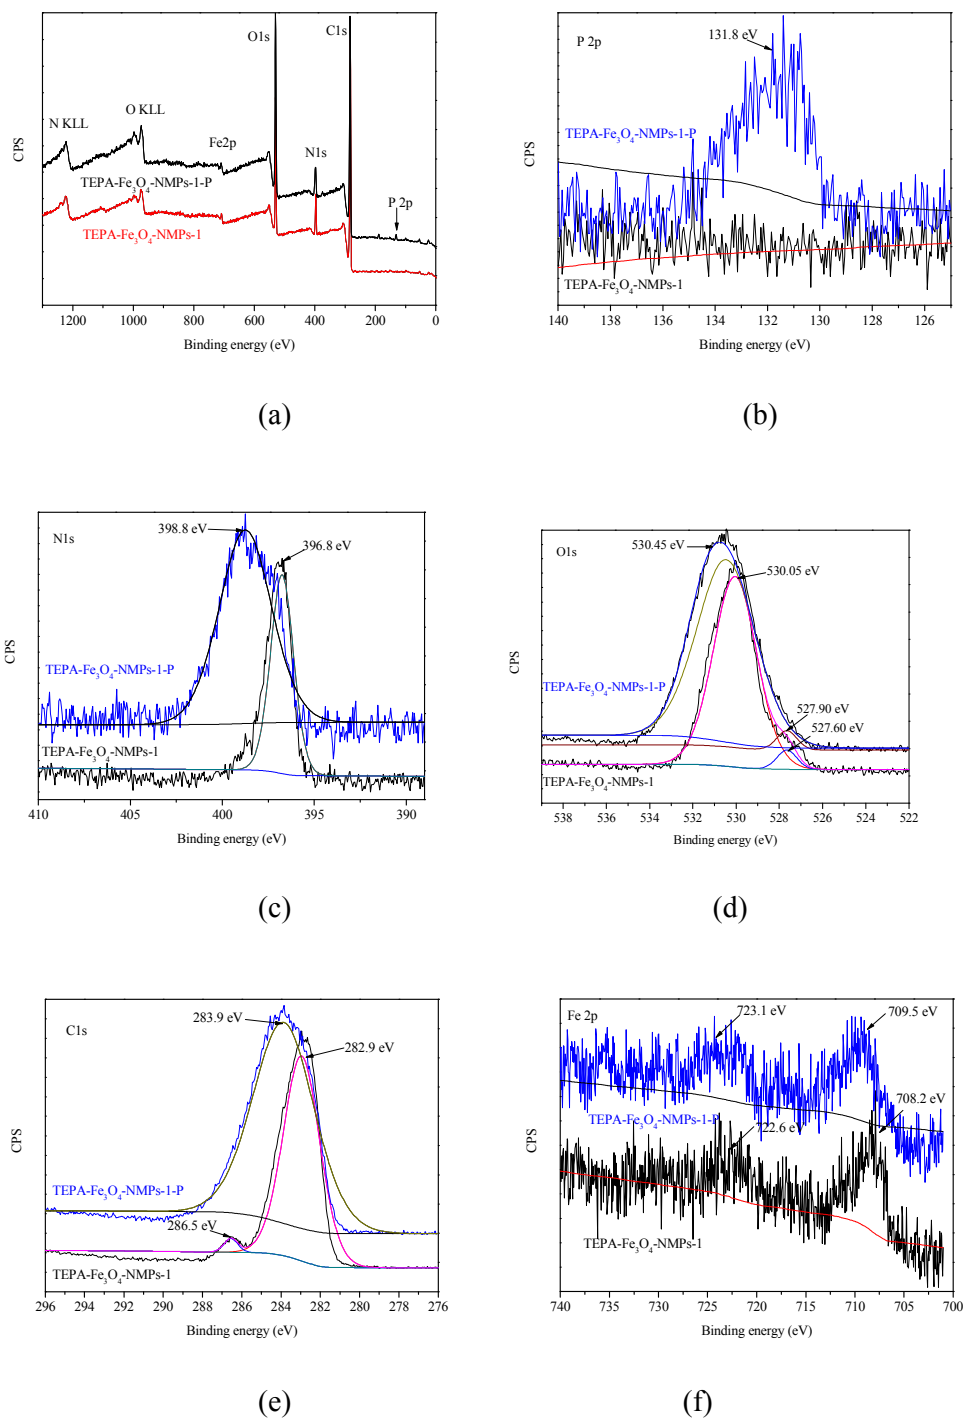 O1s
C1s
O KLL
N KLL
Fe2p
N1s
TEPA-Fe3O4-NMPs-1-P
P 2p
TEPA-Fe3O4-NMPs-1
CPS
1200 1000 800 600 400 200 0
Binding energy (eV)
(a)
P 2p
131.8 eV
TEPA-Fe3O4-NMPs-1-P
TEPA-Fe3O4-NMPs-1
CPS
140 138 136 134 132 130 128 126
Binding energy (eV)
(b)
N1s
398.8 eV
396.8 eV
TEPA-Fe3O4-NMPs-1-P
TEPA-Fe3O4-NMPs-1
CPS
410 405 400 395 390
Binding energy (eV)
(c)
O1s
530.45 eV
530.05 eV
TEPA-Fe3O4-NMPs-1-P
527.90 eV
527.60 eV
TEPA-Fe3O4-NMPs-1
CPS
538 536 534 532 530 528 526 524 522
Binding energy (eV)
(d)
C1s
283.9 eV
282.9 eV
TEPA-Fe3O4-NMPs-1-P
286.5 eV
TEPA-Fe3O4-NMPs-1
CPS
296 294 292 290 288 286 284 282 280 278 276
Binding energy (eV)
(e)
Fe 2p
723.1 eV
709.5 eV
708.2 eV
TEPA-Fe3O4-NMPs-1-P
722.6 eV
TEPA-Fe3O4-NMPs-1
CPS
740 735 730 725 720 715 710 705 700
Binding energy (eV)
(f)